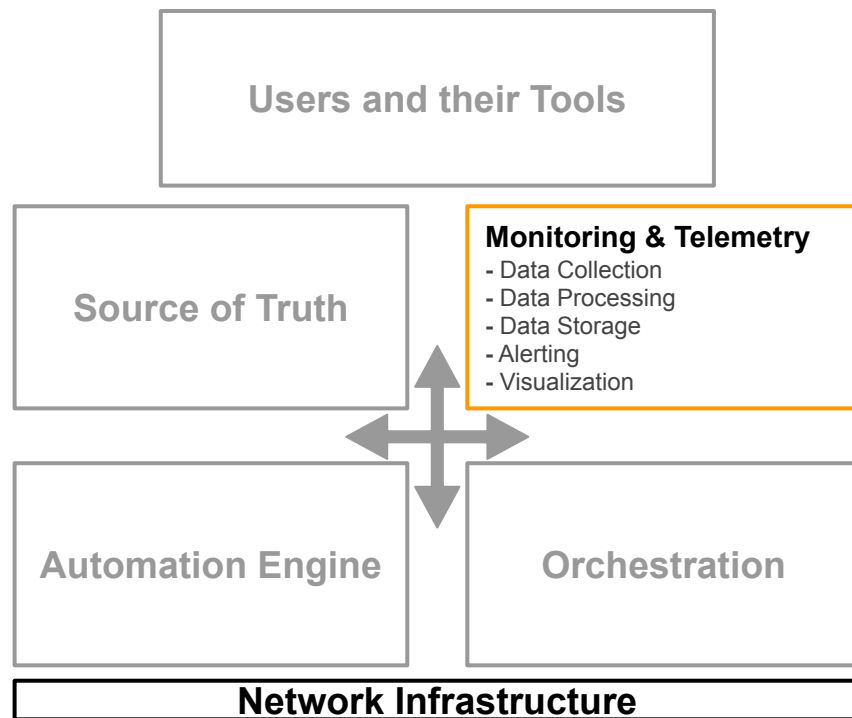 Users and their Tools
Source of Truth
Monitoring & Telemetry
- Data Collection
- Data Processing
- Data Storage
- Alerting
- Visualization
Automation Engine
Orchestration
Network Infrastructure